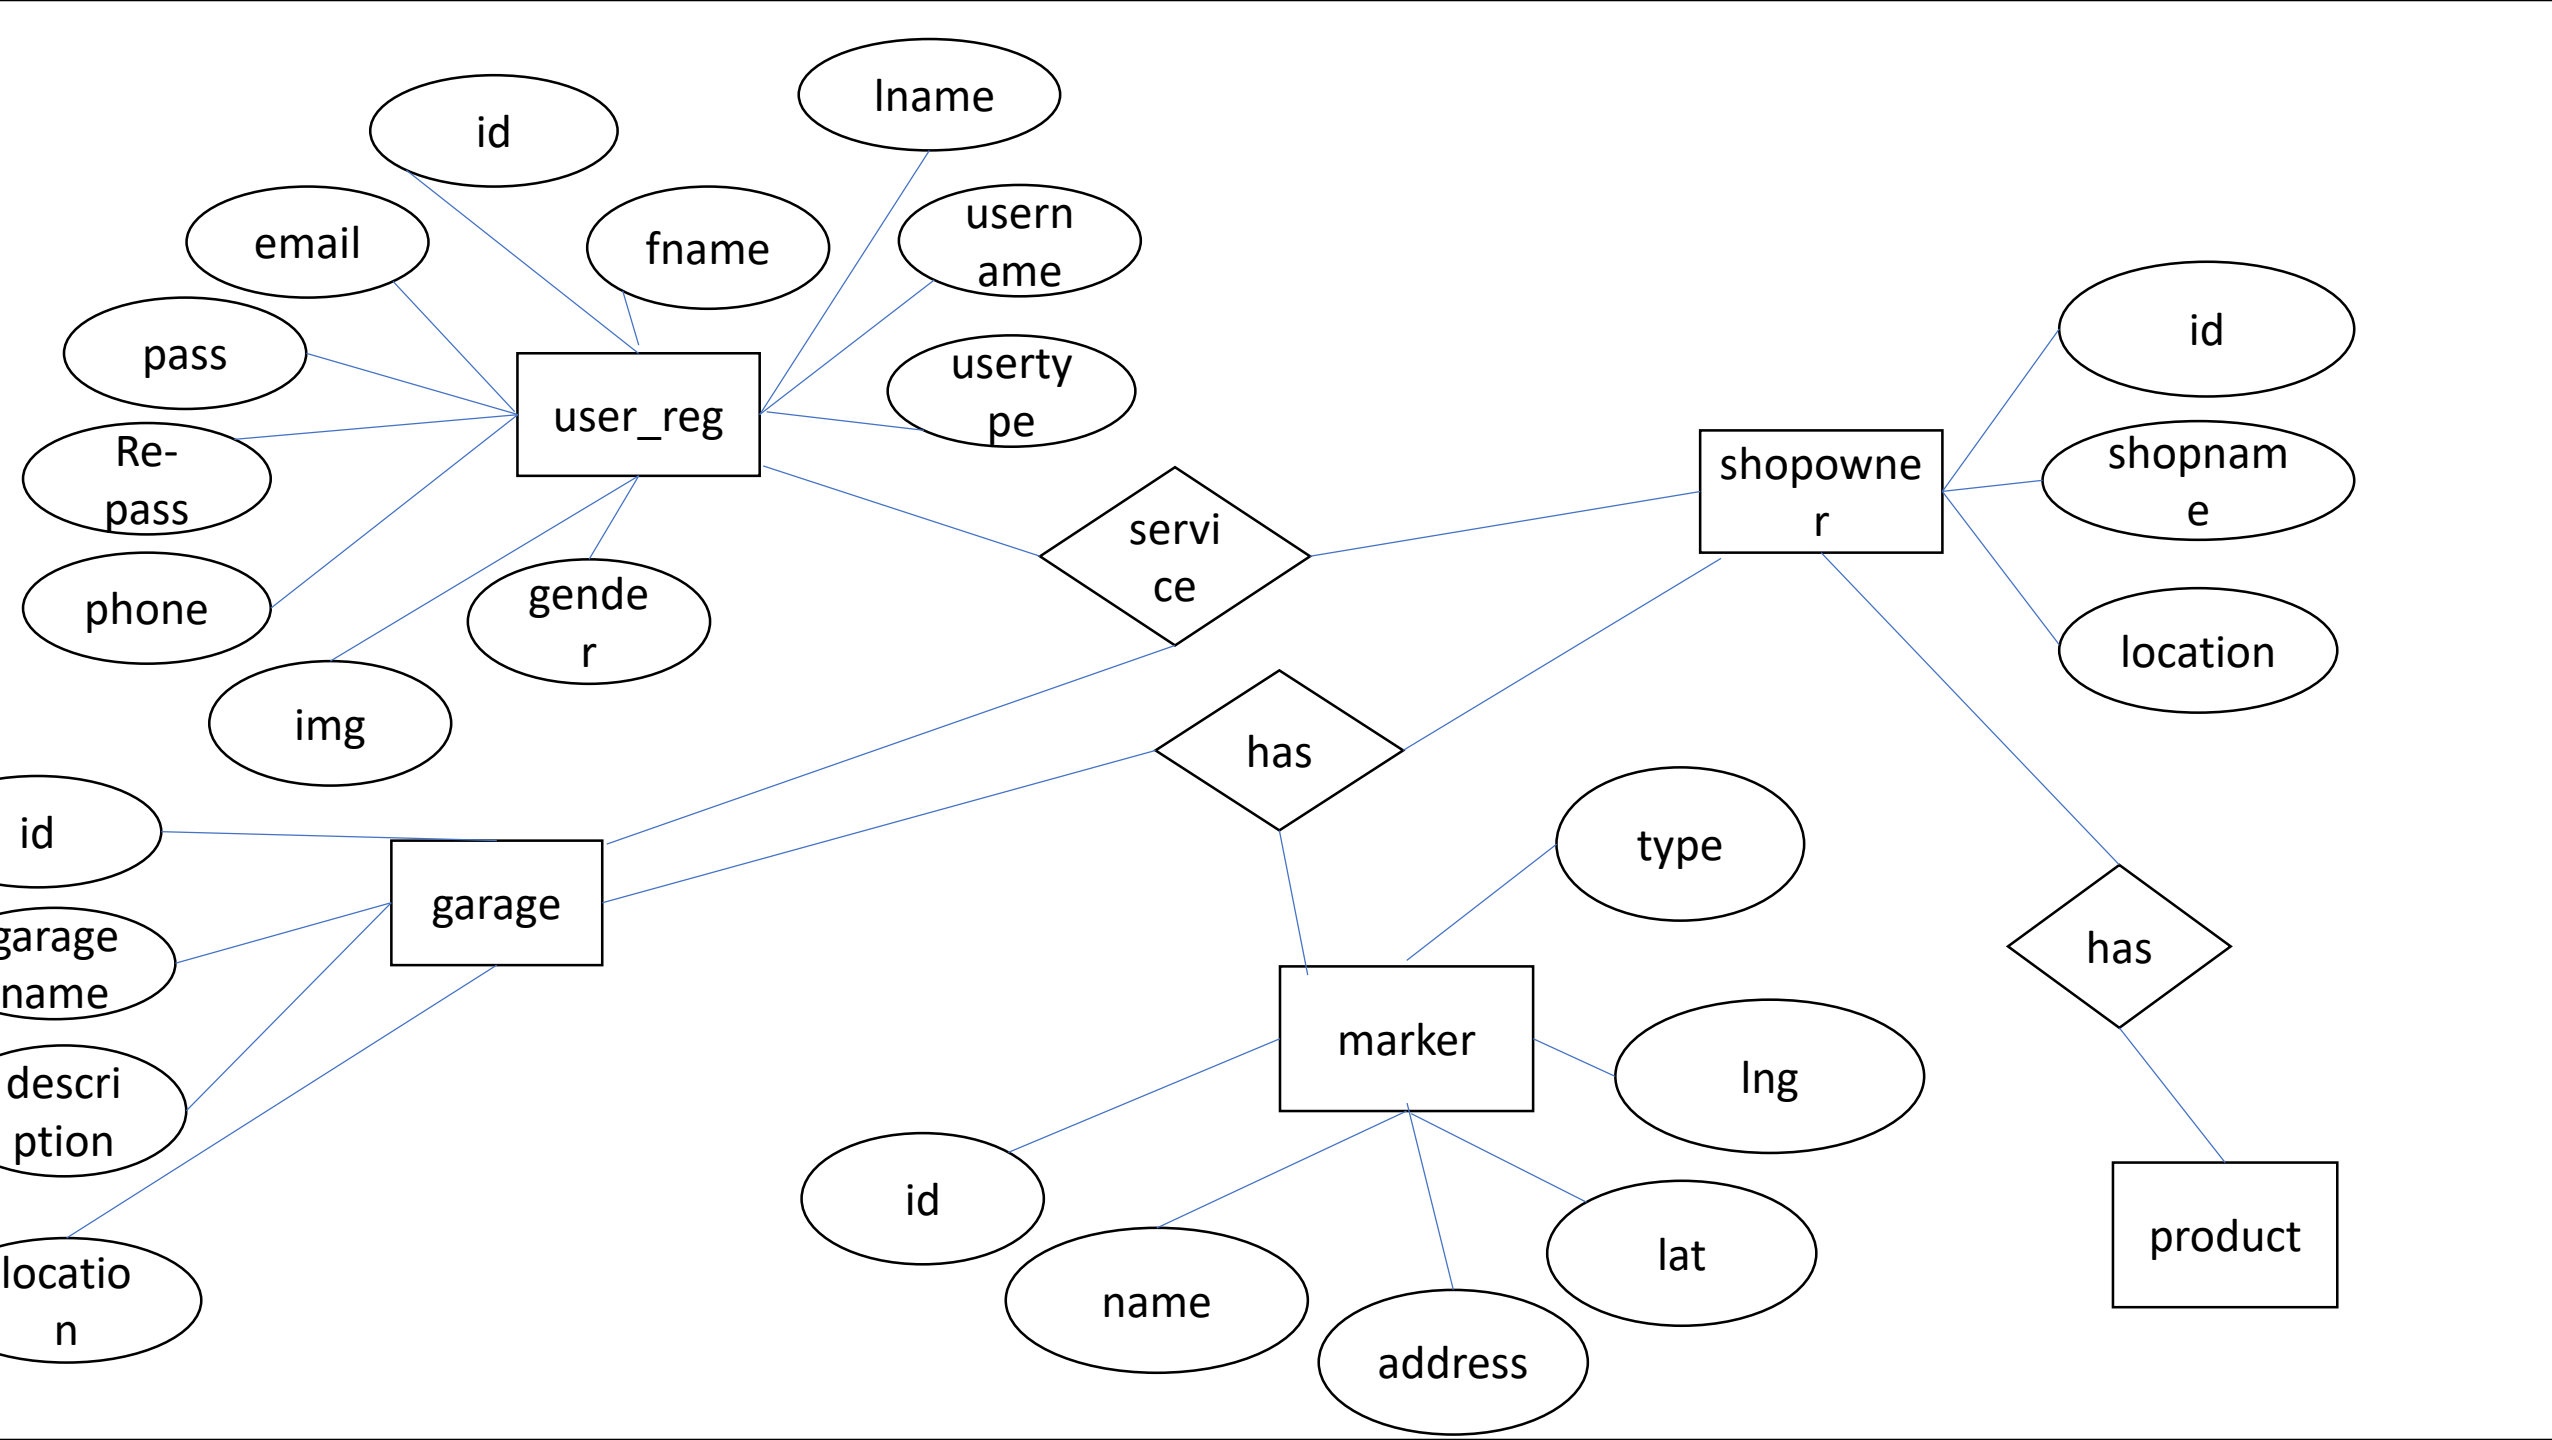 lname
id
usern
ame
email
fname
id
pass
userty
pe
user_reg
Re-
pass
shopowne
r
shopnam
e
servi
ce
phone
gende
r
location
img
has
id
type
garage
has
garage
name
marker
lng
descri
ption
id
product
lat
locatio
n
name
address